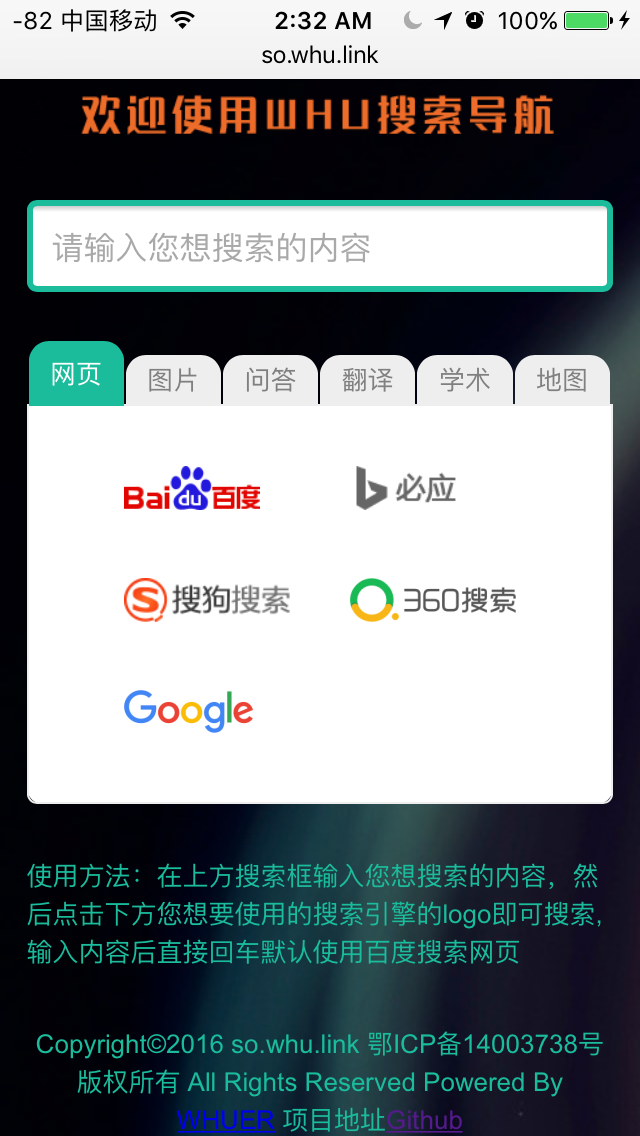 -82 中国移动 2:32 AM 100%
so.whu.link
欢迎使用WHU搜索导航
请输入您想搜索的内容
网页 图片 问答 翻译 学术 地图
Bai du 百度 必应
S 搜狗搜索 360搜索
Google
使用方法：在上方搜索框输入您想搜索的内容，然
后点击下方您想要使用的搜索引擎的logo即可搜索,
输入内容后直接回车默认使用百度搜索网页
Copyright©2016 so.whu.link 鄂ICP备14003738号
版权所有 All Rights Reserved Powered By
WHUER 项目地址Github